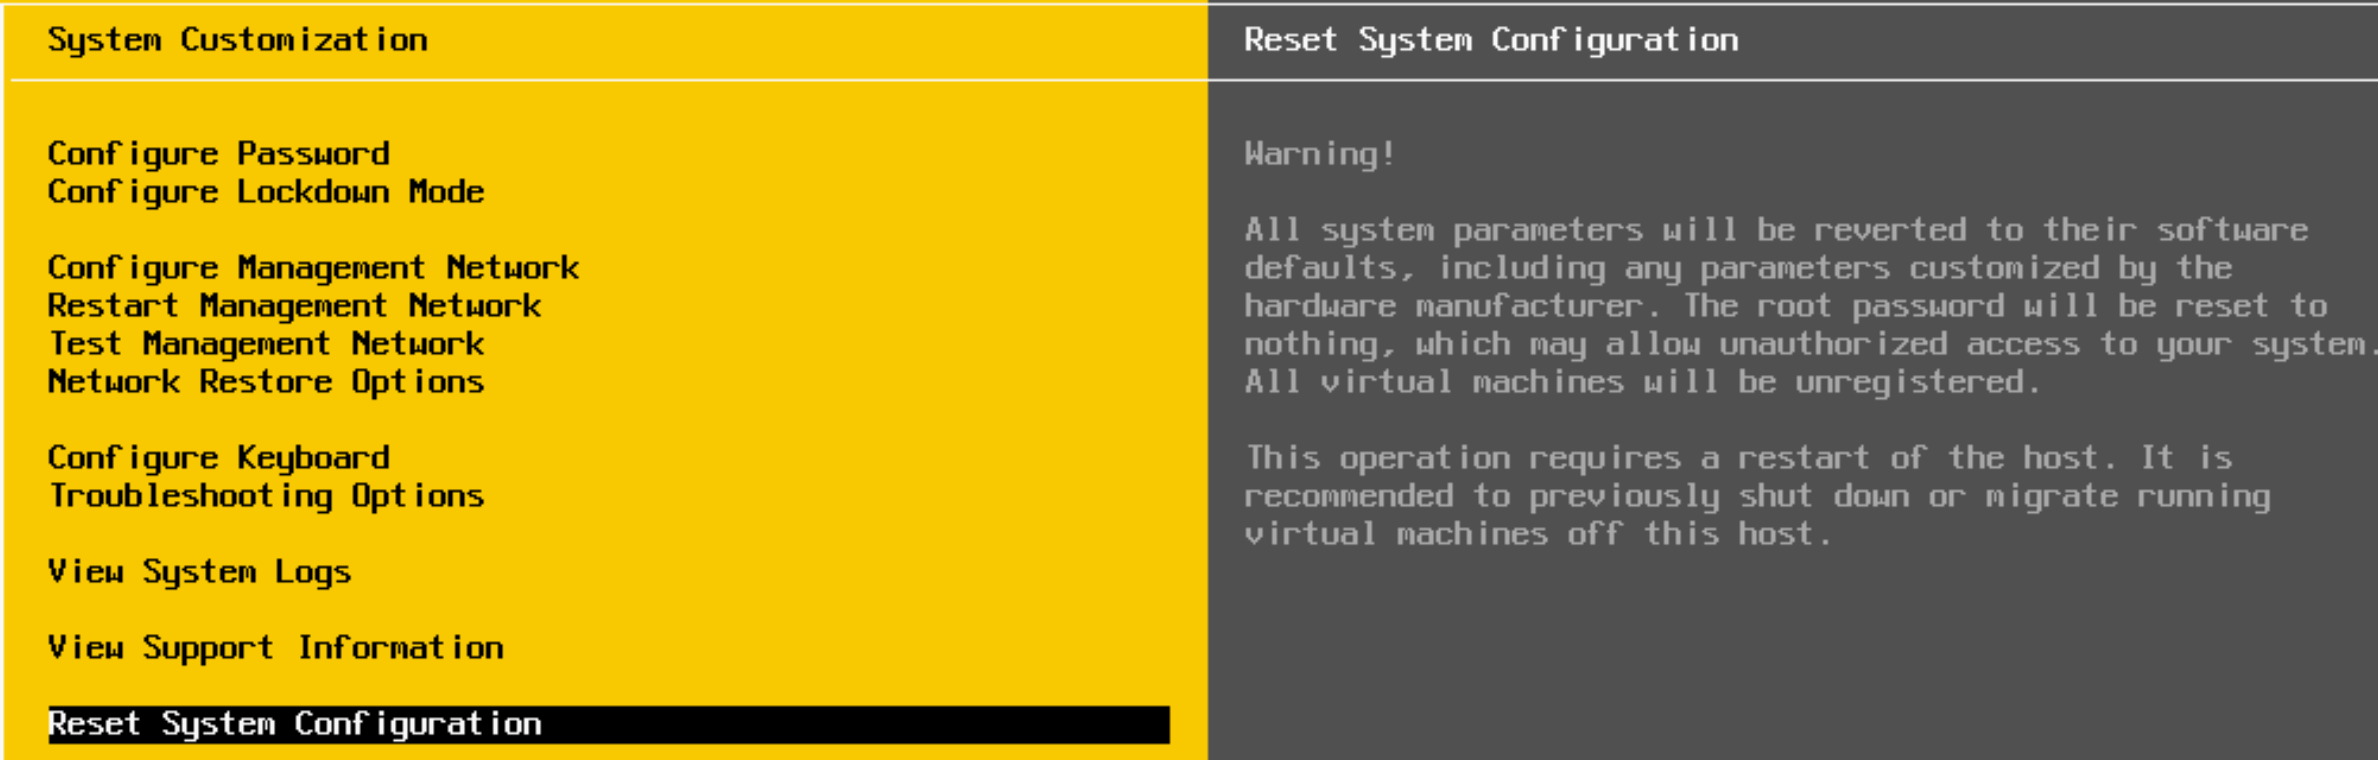 System Customization
Configure Password
Configure Lockdown Mode
Configure Management Network
Restart Management Network
Test Management Network
Network Restore Options
Configure Keyboard
Troubleshooting Options
View System Logs
View Support Information
Reset System Configuration
Reset System Configuration
Warning!
All system parameters will be reverted to their software
defaults, including any parameters customized by the
hardware manufacturer. The root password will be reset to
nothing, which may allow unauthorized access to your system.
All virtual machines will be unregistered.
This operation requires a restart of the host. It is
recommended to previously shut down or migrate running
virtual machines off this host.